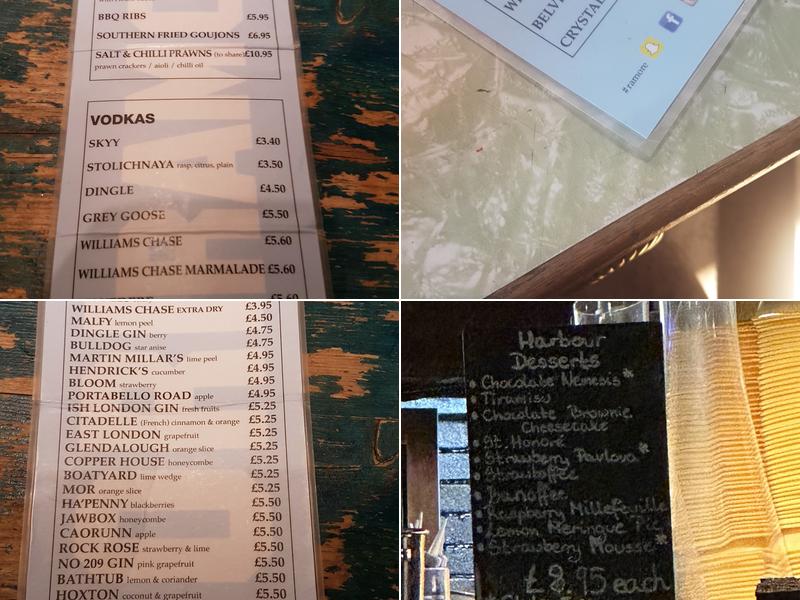 BBQ RIBS £5.95
SOUTHERN FRIED GOUJONS £6.95
SALT & CHILLI PRAWNS (to share) £10.95
prawn crackers / aioli / chilli oil
VODKAS
SKYY £3.40
STOLICHNAYA rasp, citrus, plain £3.50
DINGLE £4.50
GREY GOOSE £5.50
WILLIAMS CHASE £5.60
WILLIAMS CHASE MARMALADE £5.60
£5.60
BELV
CRYSTAL
#ramore
WILLIAMS CHASE EXTRA DRY £3.95
MALFY lemon peel £4.50
DINGLE GIN berry £4.75
BULLDOG star anise £4.75
MARTIN MILLAR'S lime peel £4.95
HENDRICK'S cucumber £4.95
BLOOM strawberry £4.95
PORTABELLO ROAD apple £4.95
ISH LONDON GIN fresh fruits £5.25
CITADELLE (French) cinnamon & orange £5.25
EAST LONDON grapefruit £5.25
GLENDALOUGH orange slice £5.25
COPPER HOUSE honeycombe £5.25
BOATYARD lime wedge £5.25
MOR orange slice £5.25
HA'PENNY blackberries £5.50
JAWBOX honeycombe £5.50
CAORUNN apple £5.50
ROCK ROSE strawberry & lime £5.50
NO 209 GIN pink grapefruit £5.50
BATHTUB lemon & coriander £5.50
HOXTON coconut & grapefruit £5.50
Harbour
Desserts
• Chocolate Nemesis*
• Tiramisu
• Chocolate Brownie
Cheesecake
• St. Honoré
• Strawberry Pavlova*
• Strawboffee
• Banoffee
• Raspberry Millefeuille
• Lemon Meringue Pie
• Strawberry Mousse*
£8.95 each